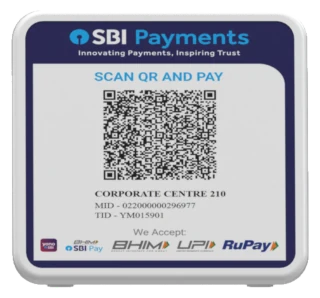 SBI Payments
Innovating Payments, Inspiring Trust
SCAN QR AND PAY
CORPORATE CENTRE 210
MID - 022000000296977
TID - YM015901
We Accept:
BHIM SBI Pay BHIM UPI RuPay